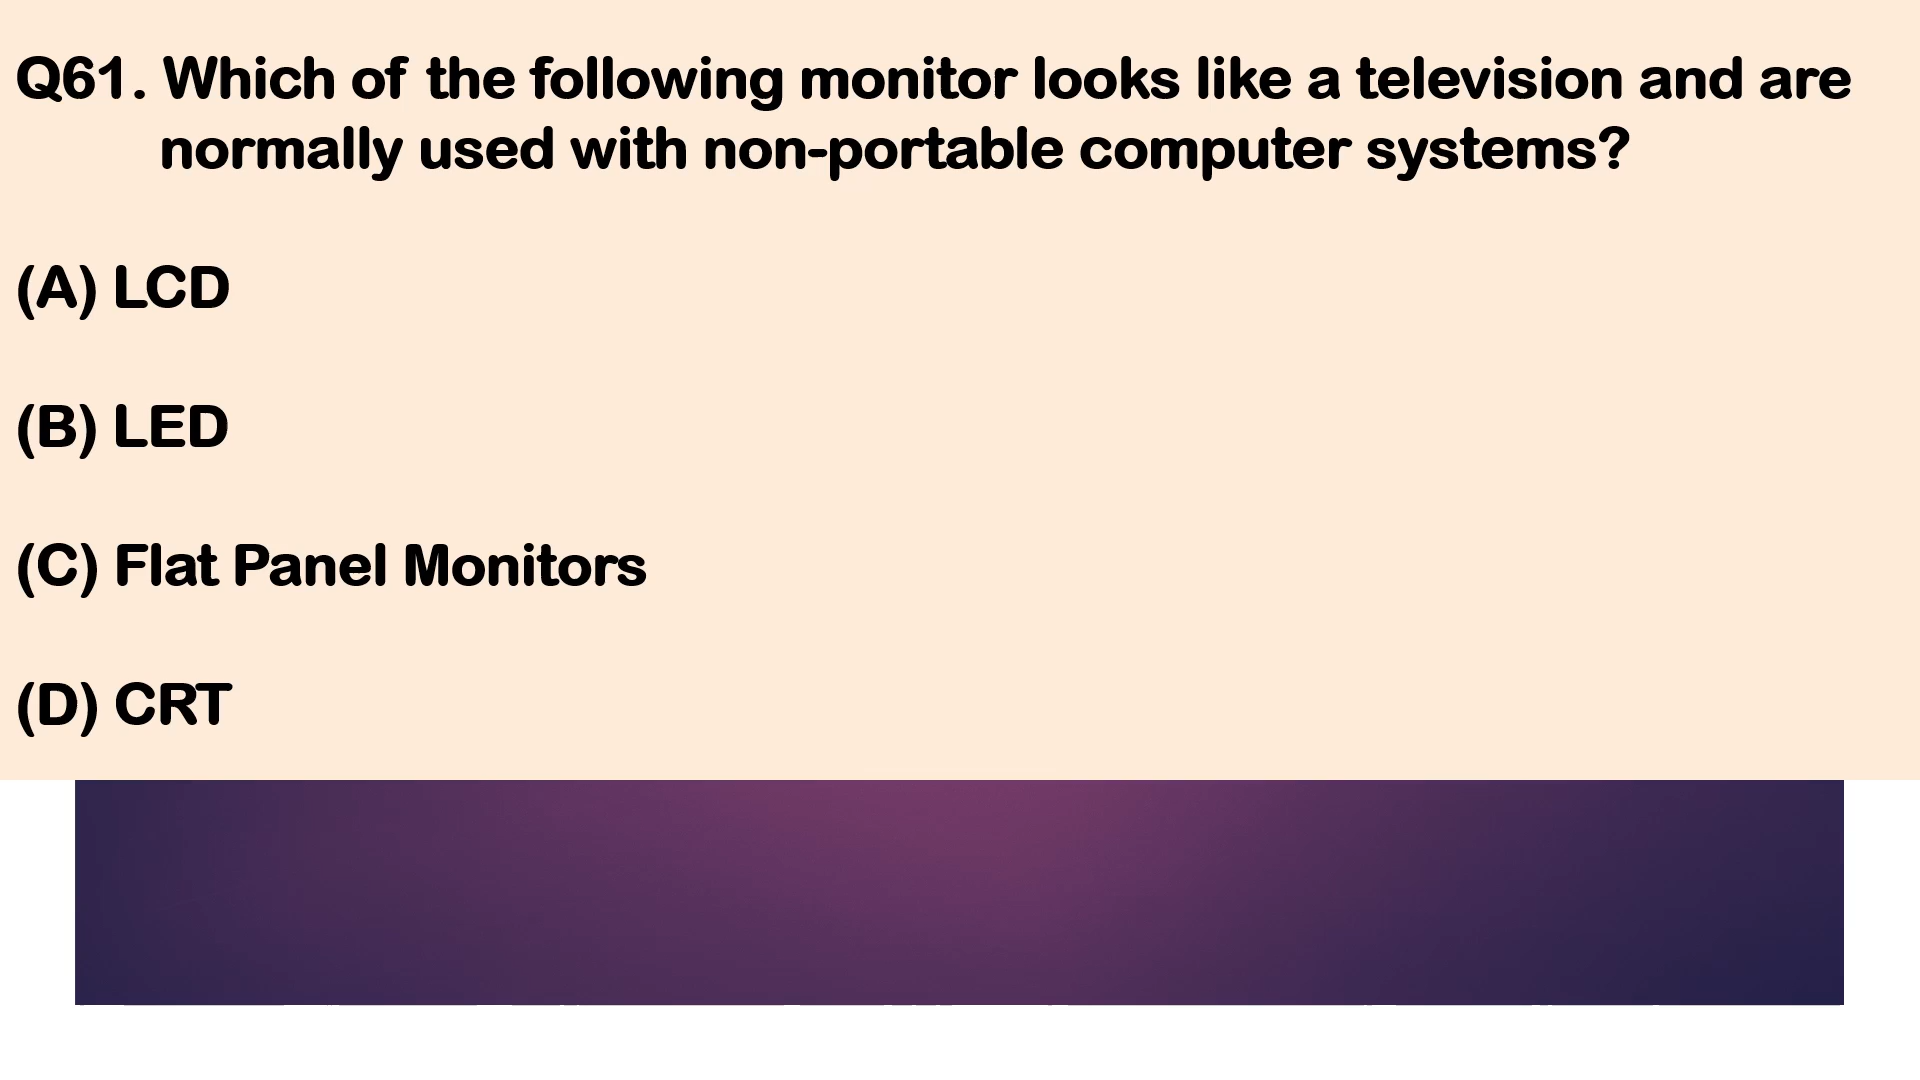 Q61. Which of the following monitor looks like a television and are
normally used with non-portable computer systems?
(A) LCD
(B) LED
(C) Flat Panel Monitors
(D) CRT